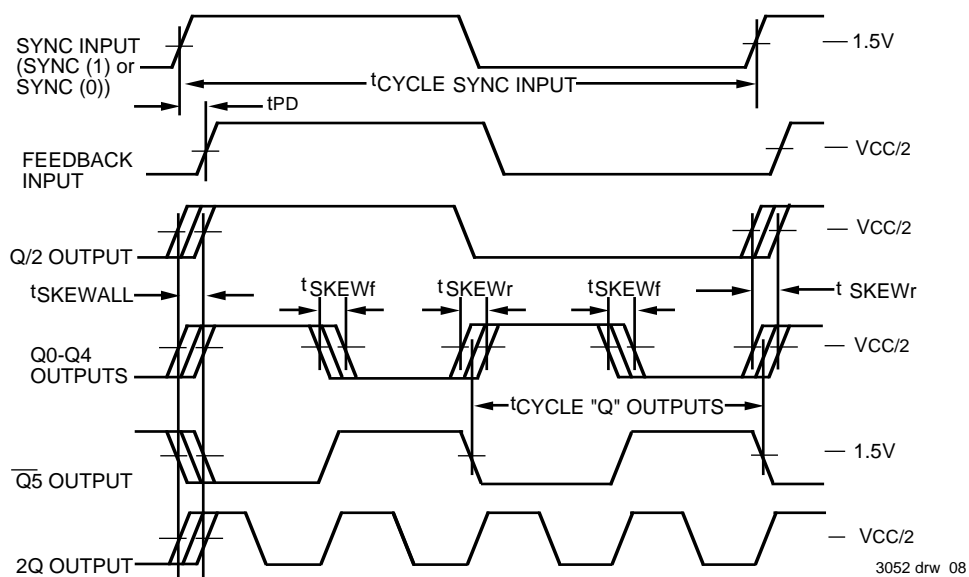 SYNC INPUT
(SYNC (1) or
SYNC (0))
1.5V
tCYCLE SYNC INPUT
tPD
FEEDBACK
INPUT
VCC/2
Q/2 OUTPUT
VCC/2
tSKEWALL
tSKEWf
tSKEWr
tSKEWf
t SKEWr
Q0-Q4
OUTPUTS
VCC/2
tCYCLE "Q" OUTPUTS
Q5 OUTPUT
1.5V
2Q OUTPUT
VCC/2
3052 drw 08